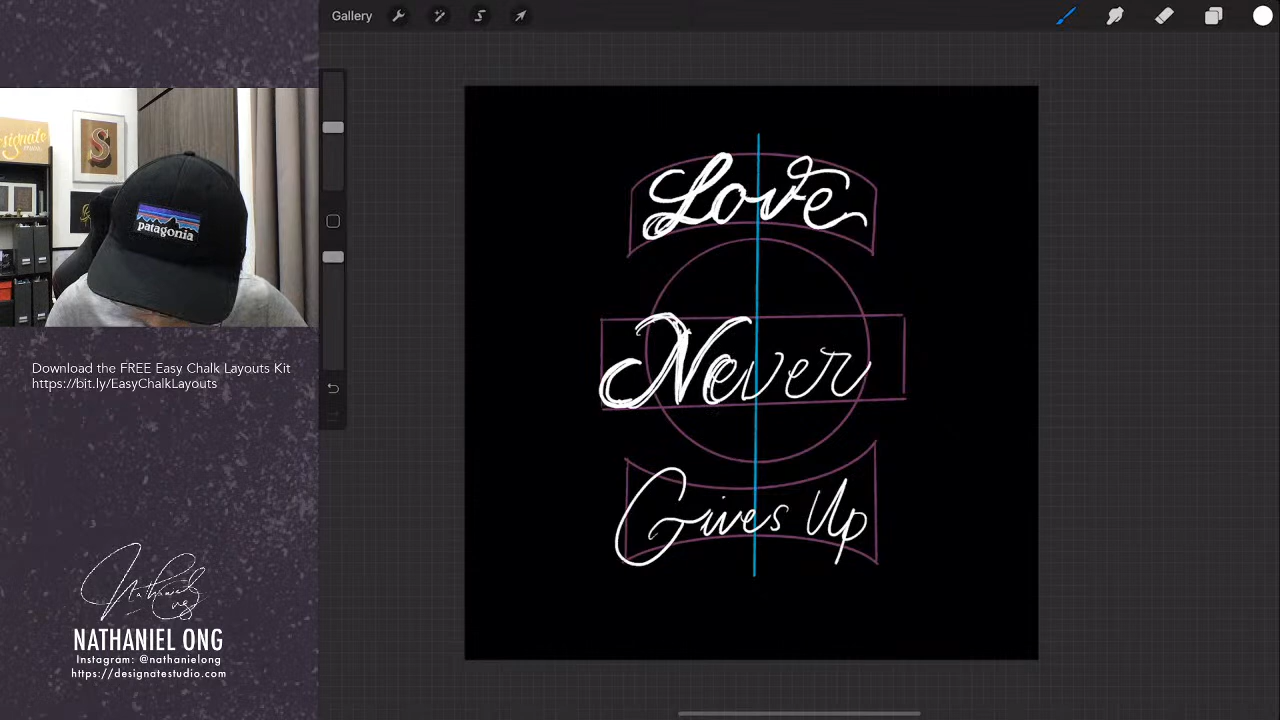 Gallery
signate
S
patagonia
Love
Never
Gives Up
Download the FREE Easy Chalk Layouts Kit
https://bit.ly/EasyChalkLayouts
NATHANIEL ONG
Instagram: @nathanielong
https://designatestudio.com